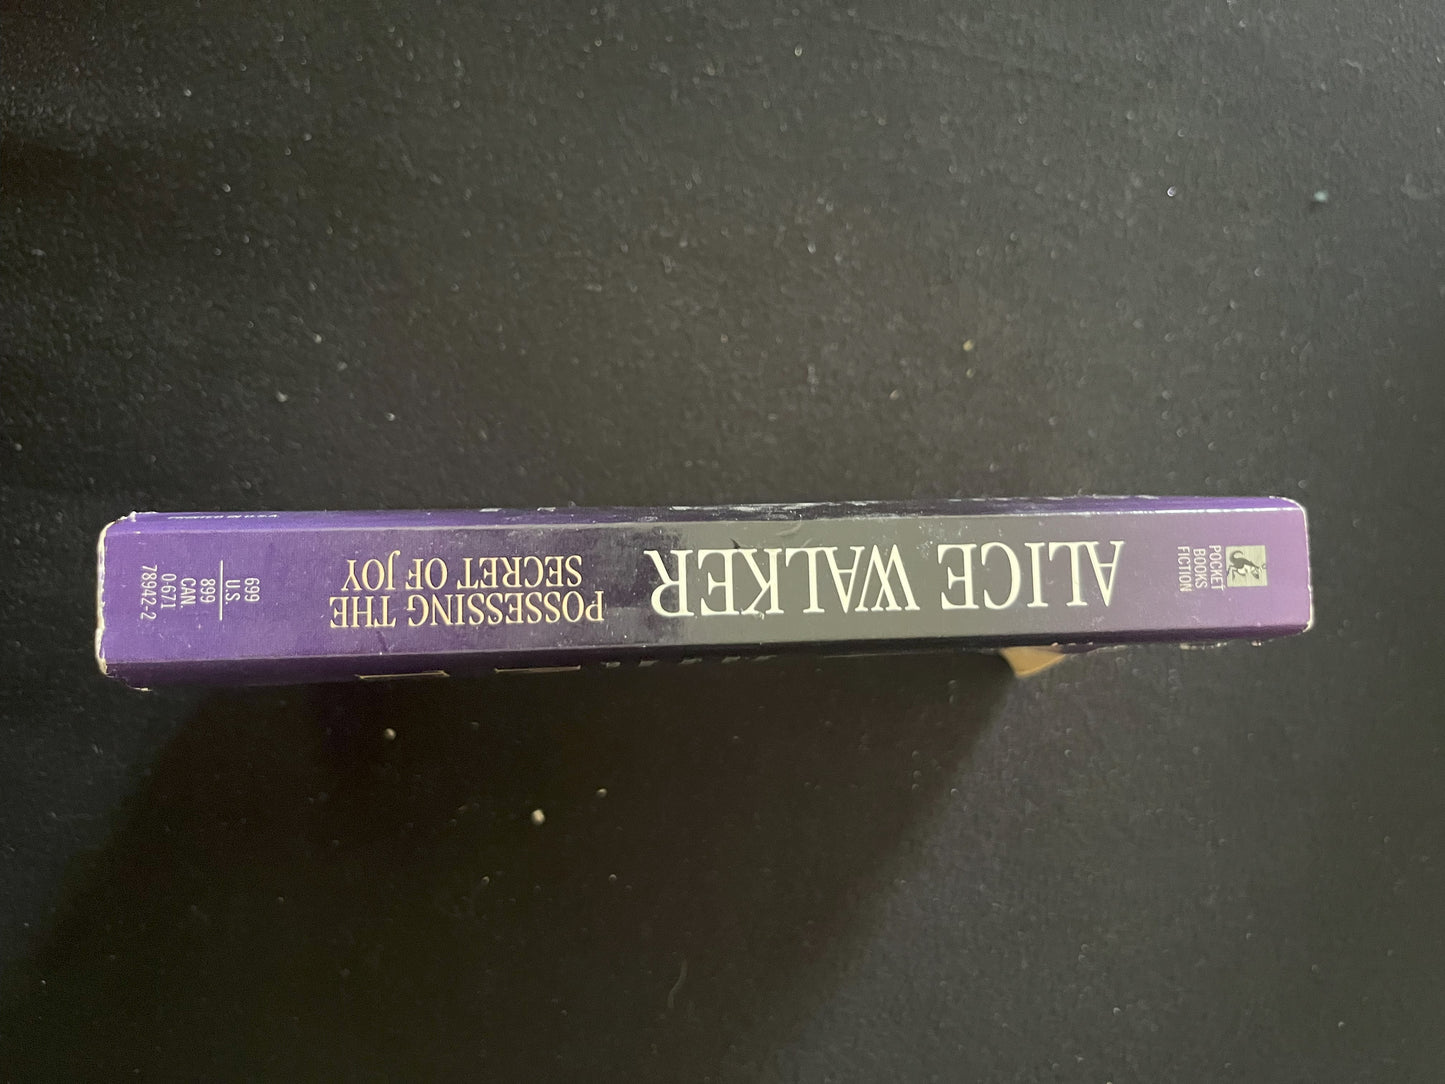 POCKET
BOOKS
FICTION
ALICE WALKER
POSSESSING THE
SECRET OF JOY
699
U.S.
899
CAN
0-671
78942-2